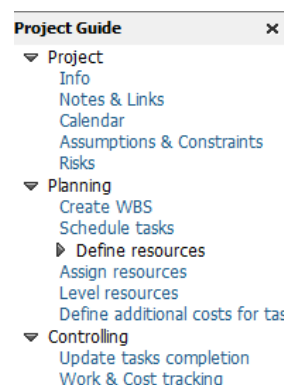 Project Guide
Project
Info
Notes & Links
Calendar
Assumptions & Constraints
Risks
Planning
Create WBS
Schedule tasks
Define resources
Assign resources
Level resources
Define additional costs for tas
Controlling
Update tasks completion
Work & Cost tracking